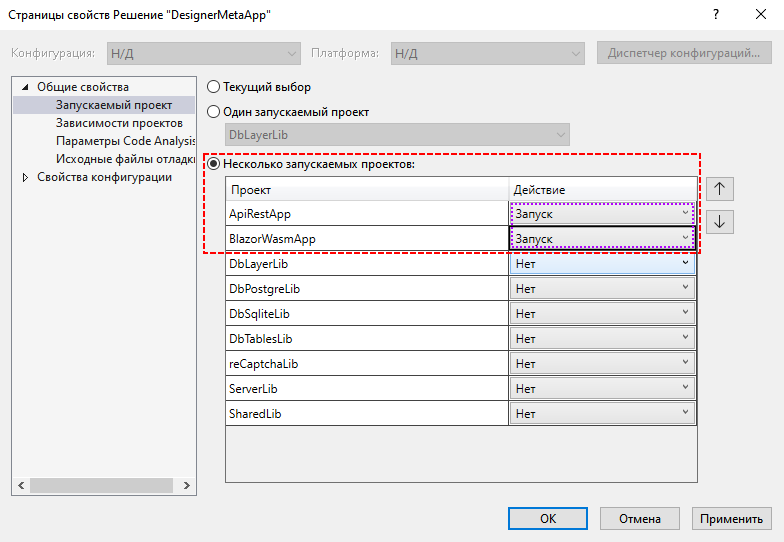 Страницы свойств Решение "DesignerMetaApp"
Конфигурация: Н/Д Платформа: Н/Д Диспетчер конфигураций...
Общие свойства
Запускаемый проект
Зависимости проектов
Параметры Code Analysis
Исходные файлы отладк
Свойства конфигурации
Текущий выбор
Один запускаемый проект
DbLayerLib
Несколько запускаемых проектов:
Проект Действие
ApiRestApp Запуск
BlazorWasmApp Запуск
DbLayerLib Нет
DbPostgreLib Нет
DbSqliteLib Нет
DbTablesLib Нет
reCaptchaLib Нет
ServerLib Нет
SharedLib Нет
OK Отмена Применить